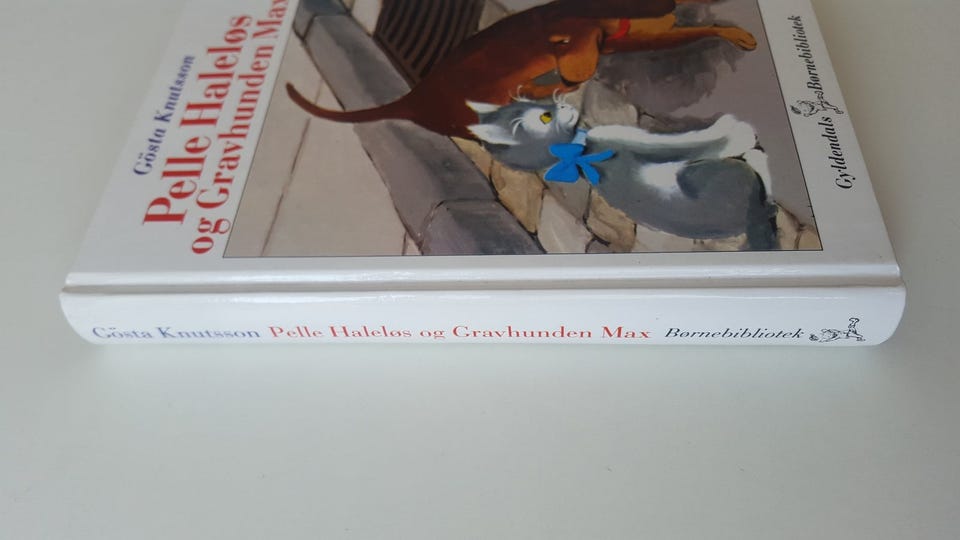 Gösta Knutsson
Pelle Haleløs
og Gravhunden Max
Gyldendals Børnebibliotek
Gösta Knutsson Pelle Haleløs og Gravhunden Max Børnebibliotek